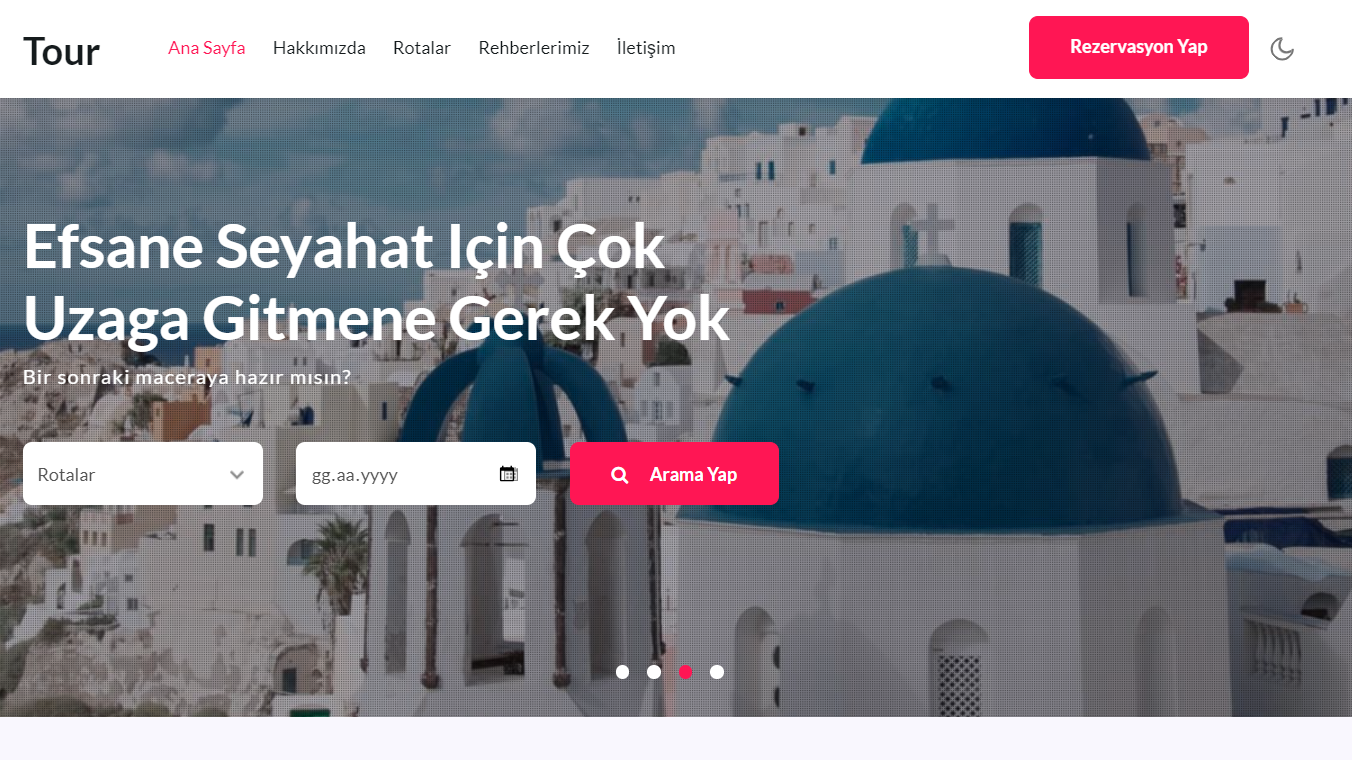 Tour
Ana Sayfa Hakkımızda Rotalar Rehberlerimiz İletişim
Rezervasyon Yap
Efsane Seyahat Için Çok
Uzaga Gitmene Gerek Yok
Bir sonraki maceraya hazır mısın?
Rotalar
gg.aa.yyyy
Arama Yap